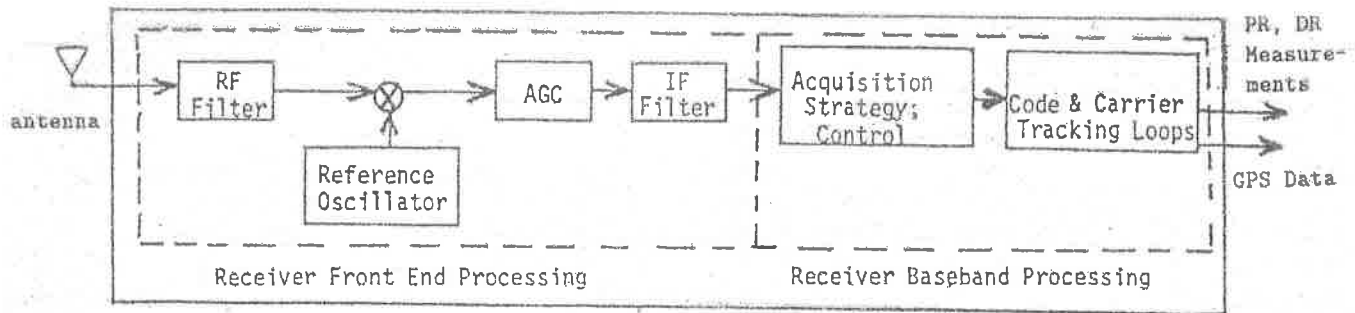 antenna
RF
Filter
Reference
Oscillator
AGC
IF
Filter
Acquisition
Strategy;
Control
Code & Carrier
Tracking Loops
PR, DR
Measure-
ments
GPS Data
Receiver Front End Processing
Receiver Baseband Processing